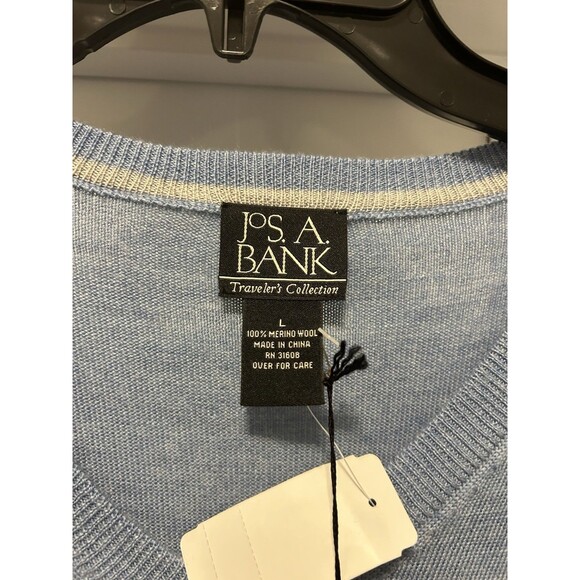 JOS. A.
BANK
Traveler's Collection
L
100% MERINO WOOL
MADE IN CHINA
RN 31608
OVER FOR CARE